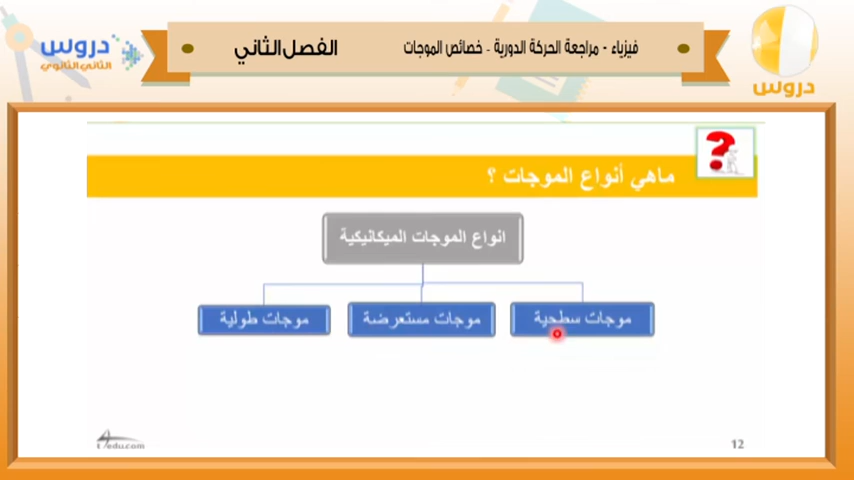 دروس
الثاني الثانوي
الفصل الثاني
فيزياء - مراجعة الحركة الدورية - خصائص الموجات
دروس
ماهي أنواع الموجات ؟
انواع الموجات الميكانيكية
موجات سطحية
موجات مستعرضة
موجات طولية
12